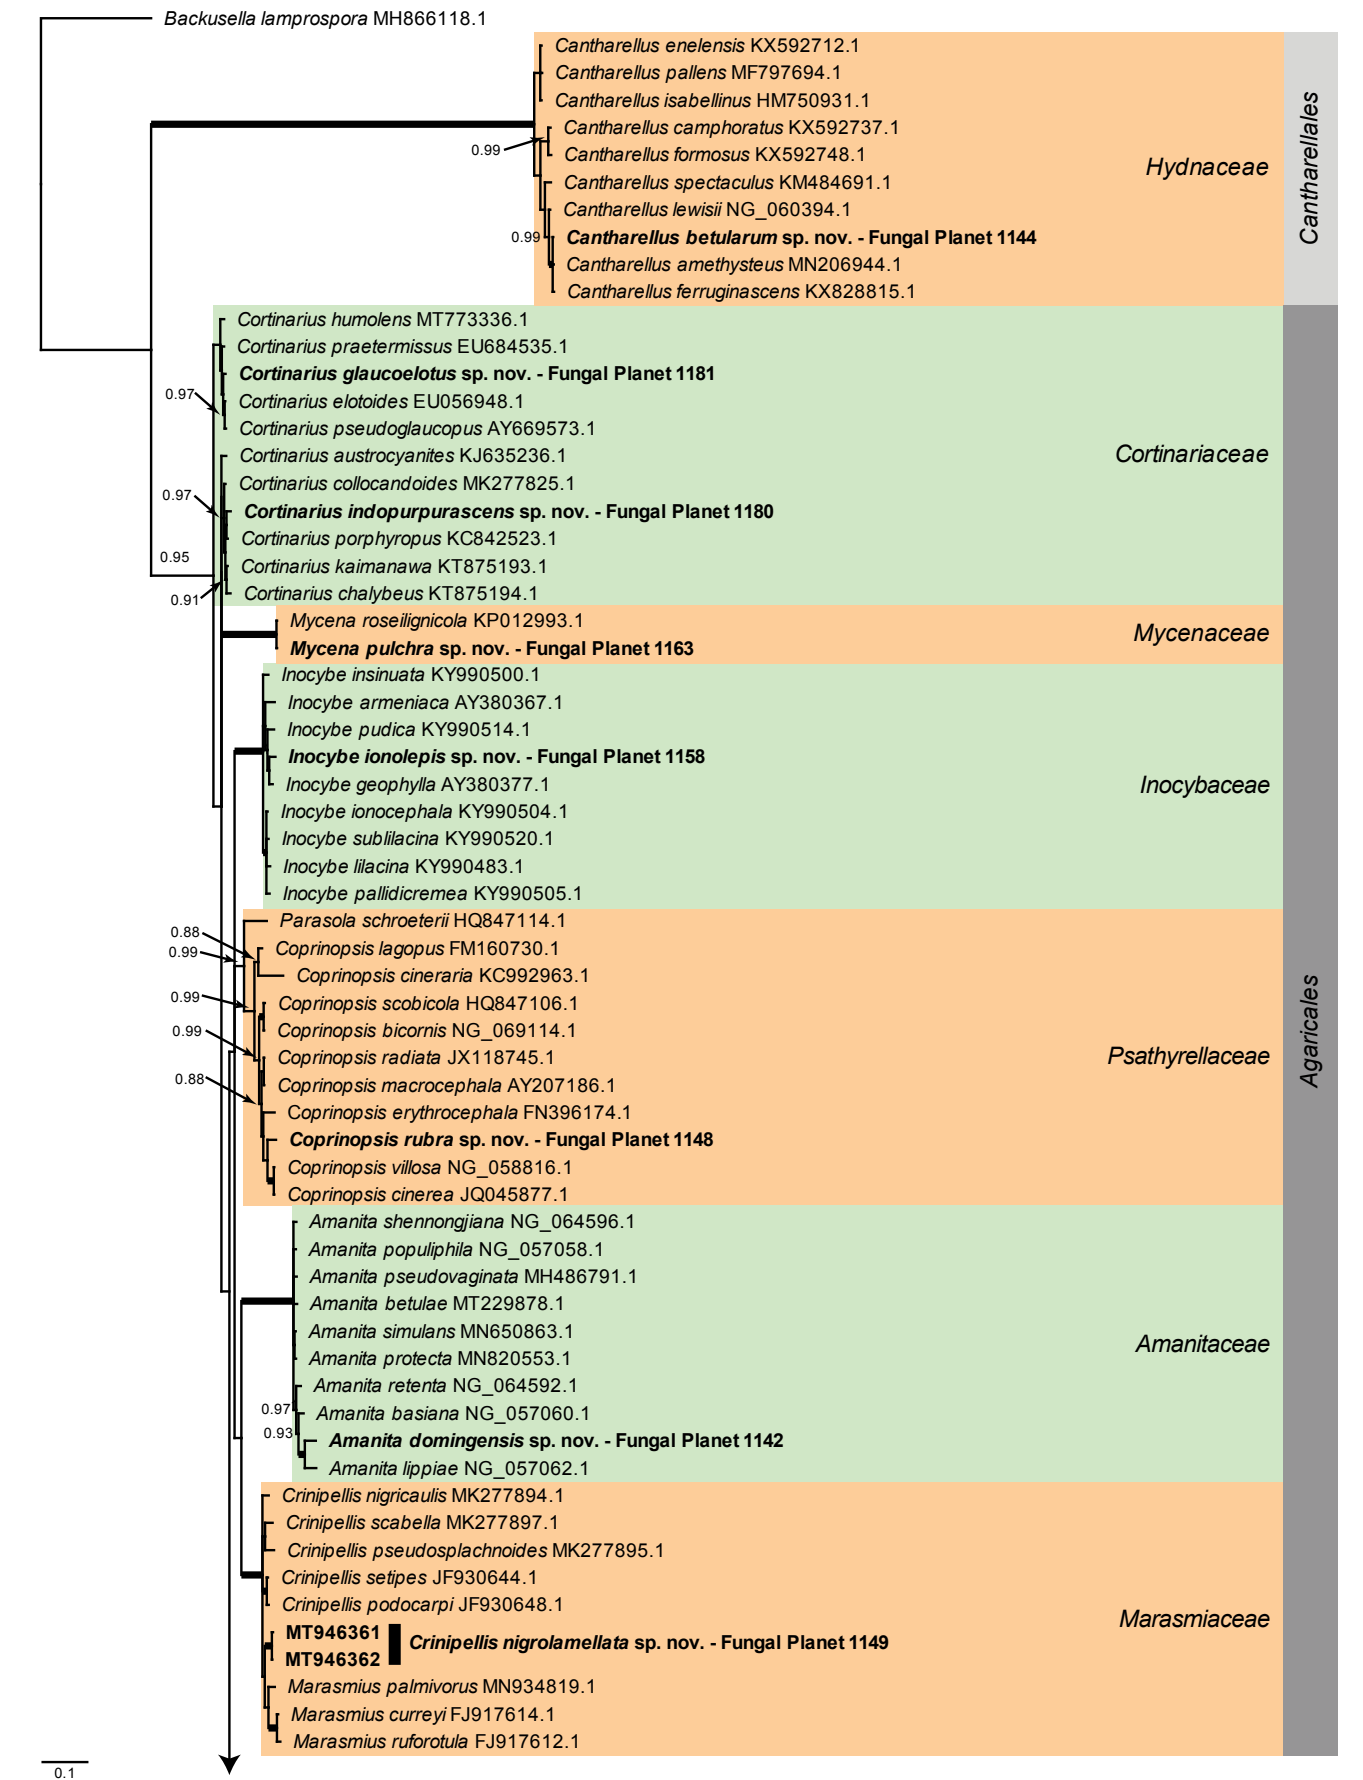 Backusella lamprospora MH866118.1
Cantharellus enelensis KX592712.1
Cantharellus pallens MF797694.1
Cantharellus isabellinus HM750931.1
Cantharellus camphoratus KX592737.1
0.99
Cantharellus formosus KX592748.1
Hydnaceae
Cantharellales
Cantharellus spectaculus KM484691.1
Cantharellus lewisii NG_060394.1
0.99
Cantharellus betularum sp. nov. - Fungal Planet 1144
Cantharellus amethysteus MN206944.1
Cantharellus ferruginascens KX828815.1
Cortinarius humolens MT773336.1
Cortinarius praetermissus EU684535.1
Cortinarius glaucoelotus sp. nov. - Fungal Planet 1181
0.97
Cortinarius elotoides EU056948.1
Cortinarius pseudoglaucopus AY669573.1
Cortinarius austrocyanites KJ635236.1
Cortinariaceae
Cortinarius collocandoides MK277825.1
0.97
Cortinarius indopurpurascens sp. nov. - Fungal Planet 1180
Cortinarius porphyropus KC842523.1
0.95
Cortinarius kaimanawa KT875193.1
0.91
Cortinarius chalybeus KT875194.1
Mycena roseilignicola KP012993.1
Mycenaceae
Mycena pulchra sp. nov. - Fungal Planet 1163
Inocybe insinuata KY990500.1
Inocybe armeniaca AY380367.1
Inocybe pudica KY990514.1
Inocybe ionolepis sp. nov. - Fungal Planet 1158
Inocybe geophylla AY380377.1
Inocybaceae
Inocybe ionocephala KY990504.1
Inocybe sublilacina KY990520.1
Inocybe lilacina KY990483.1
Inocybe pallidicremea KY990505.1
Parasola schroeterii HQ847114.1
0.88
Coprinopsis lagopus FM160730.1
0.99
Coprinopsis cineraria KC992963.1
0.99
Coprinopsis scobicola HQ847106.1
Agaricales
0.99
Coprinopsis bicornis NG_069114.1
Coprinopsis radiata JX118745.1
Psathyrellaceae
0.88
Coprinopsis macrocephala AY207186.1
Coprinopsis erythrocephala FN396174.1
Coprinopsis rubra sp. nov. - Fungal Planet 1148
Coprinopsis villosa NG_058816.1
Coprinopsis cinerea JQ045877.1
Amanita shennongjiana NG_064596.1
Amanita populiphila NG_057058.1
Amanita pseudovaginata MH486791.1
Amanita betulae MT229878.1
Amanita simulans MN650863.1
Amanitaceae
Amanita protecta MN820553.1
Amanita retenta NG_064592.1
0.97
Amanita basiana NG_057060.1
0.93
Amanita domingensis sp. nov. - Fungal Planet 1142
Amanita lippiae NG_057062.1
Crinipellis nigricaulis MK277894.1
Crinipellis scabella MK277897.1
Crinipellis pseudosplachnoides MK277895.1
Crinipellis setipes JF930644.1
Crinipellis podocarpi JF930648.1
Marasmiaceae
MT946361
Crinipellis nigrolamellata sp. nov. - Fungal Planet 1149
MT946362
Marasmius palmivorus MN934819.1
Marasmius curreyi FJ917614.1
Marasmius ruforotula FJ917612.1
0.1